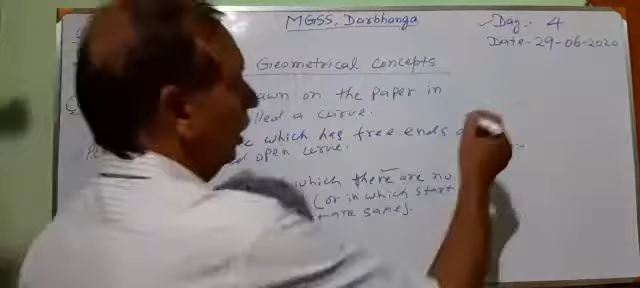 MGSS, Darbhanga
Day:- 4
Date-29-06-2020
Geometrical Concepts
awn on the Paper in
lled a curve.
which has free ends
open curve.
which there are no
(or in which start
are same).